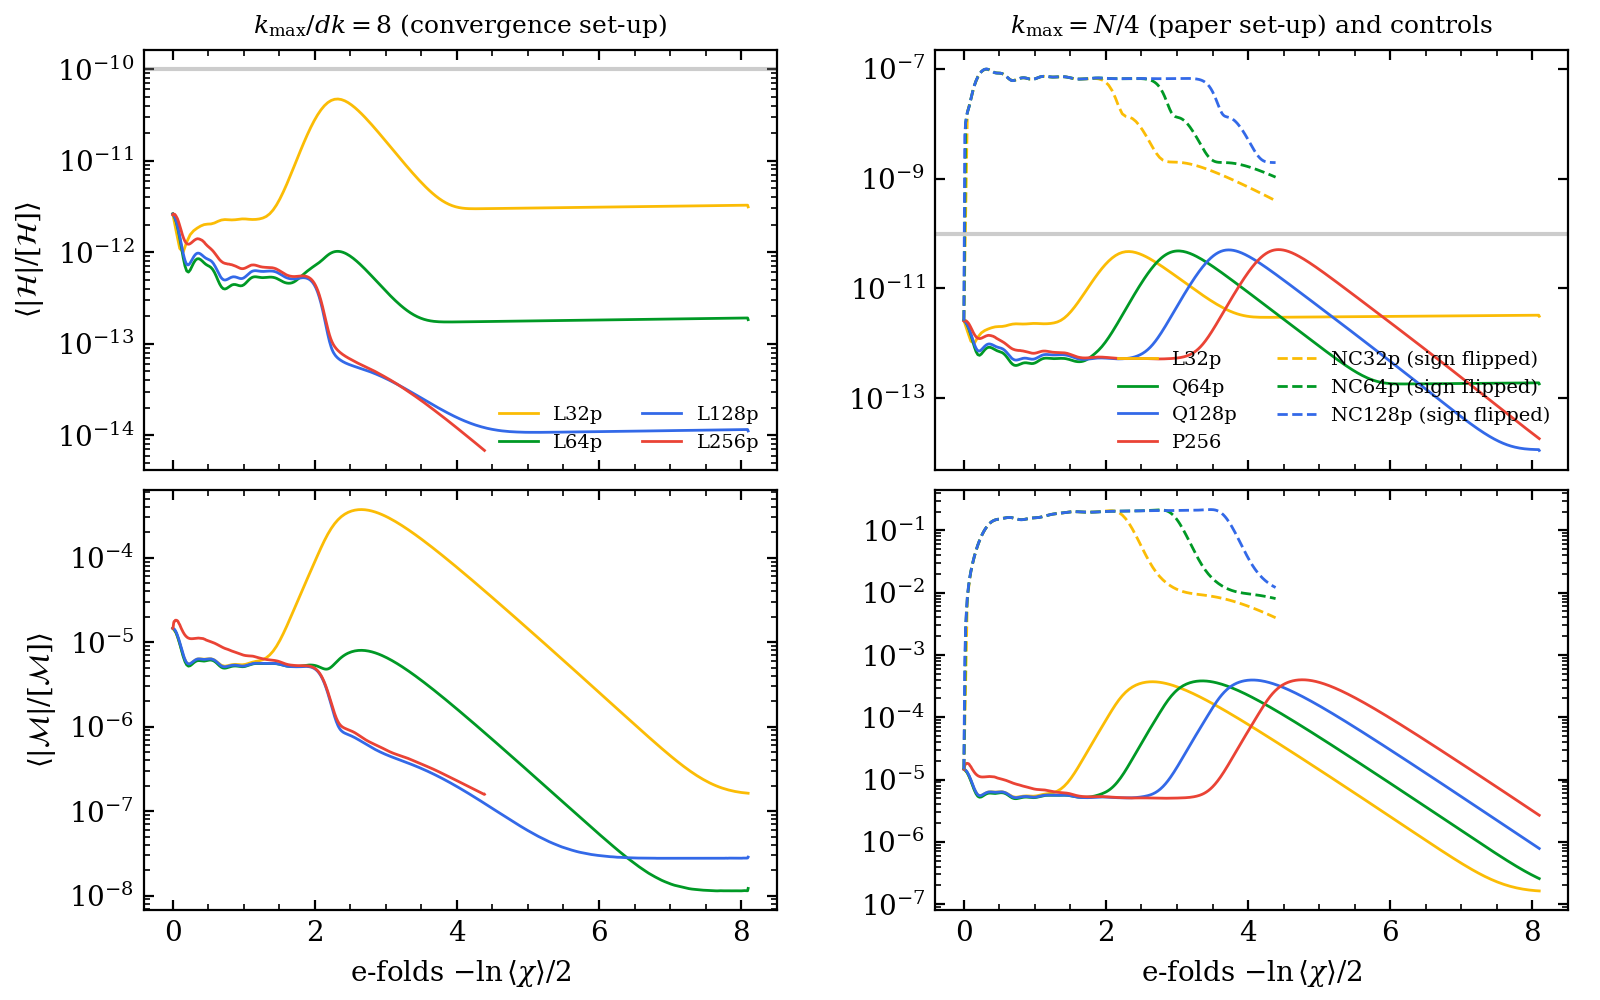 k_max/dk = 8 (convergence set-up)
k_max = N/4 (paper set-up) and controls
⟨|ℋ|/[ℋ]⟩
10^−10
10^−11
10^−12
10^−13
10^−14
L32p
L64p
L128p
L256p
10^−7
10^−9
10^−11
10^−13
L32p
Q64p
Q128p
P256
NC32p (sign flipped)
NC64p (sign flipped)
NC128p (sign flipped)
⟨|ℳ|/[ℳ]⟩
10^−4
10^−5
10^−6
10^−7
10^−8
0 2 4 6 8
e-folds −ln⟨χ⟩/2
10^−1
10^−2
10^−3
10^−4
10^−5
10^−6
10^−7
0 2 4 6 8
e-folds −ln⟨χ⟩/2